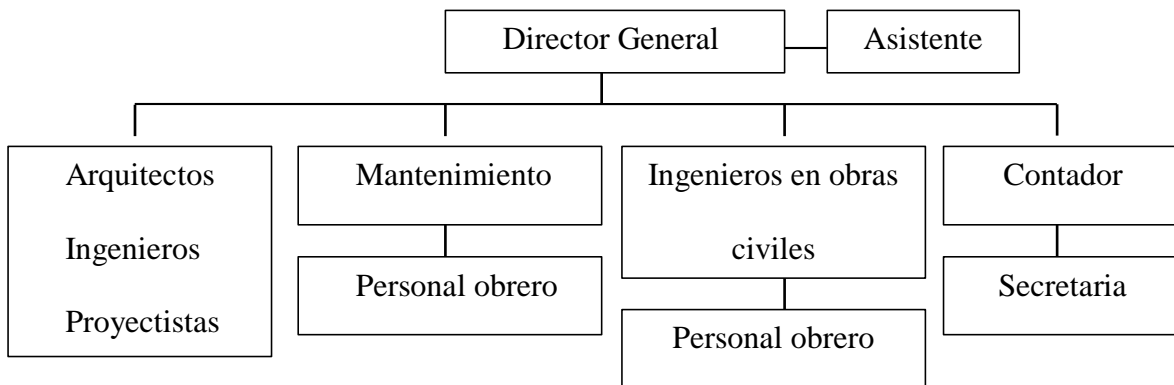 Director General
Asistente
Arquitectos
Ingenieros
Proyectistas
Mantenimiento
Personal obrero
Ingenieros en obras
civiles
Personal obrero
Contador
Secretaria